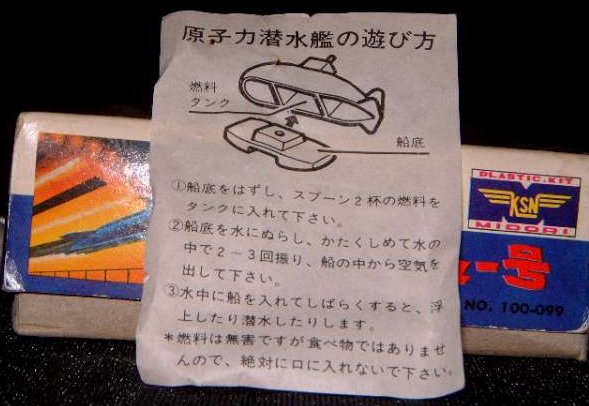 原子力潜水艦の遊び方
燃料
タンク
船底
①船底をはずし、スプーン2杯の燃料を
タンクに入れて下さい。
②船底を水にぬらし、かたくしめて水の
中で2～3回振り、船の中から空気を
出して下さい。
③水中に船を入れてしばらくすると、浮
上したり潜水したりします。
*燃料は無害ですが食べ物ではありませ
んので、絶対に口に入れないで下さい。
PLASTIC.KIT
KSN
MIDORI
号
NO. 100-099